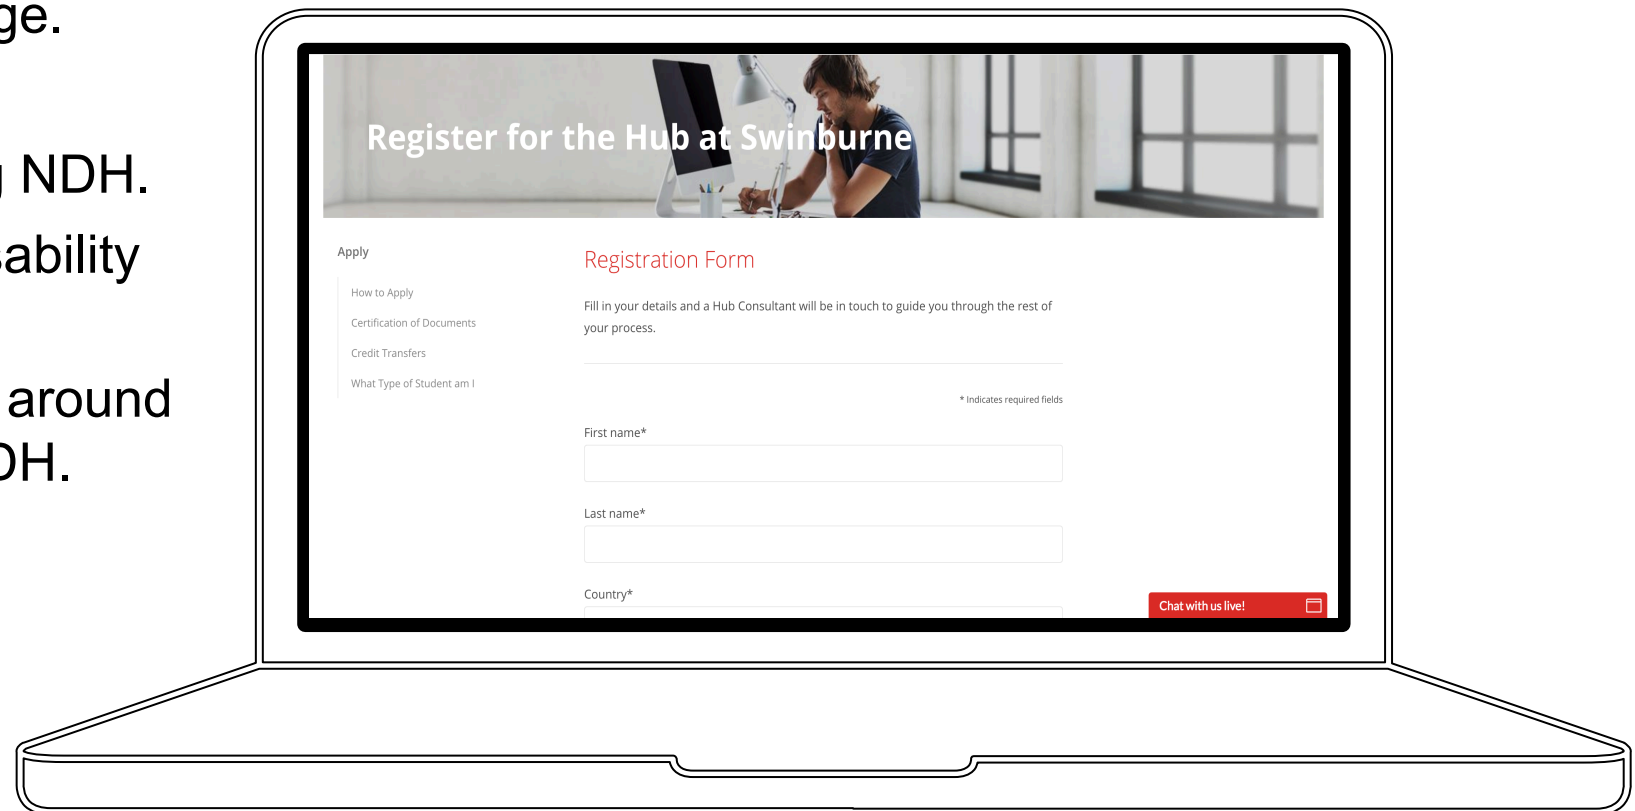 ge.
NDH.
sability
around
DH.
Register for the Hub at Swinburne
Apply
How to Apply
Certification of Documents
Credit Transfers
What Type of Student am I
Registration Form
Fill in your details and a Hub Consultant will be in touch to guide you through the rest of
your process.
* Indicates required fields
First name*
Last name*
Country*
Chat with us live!